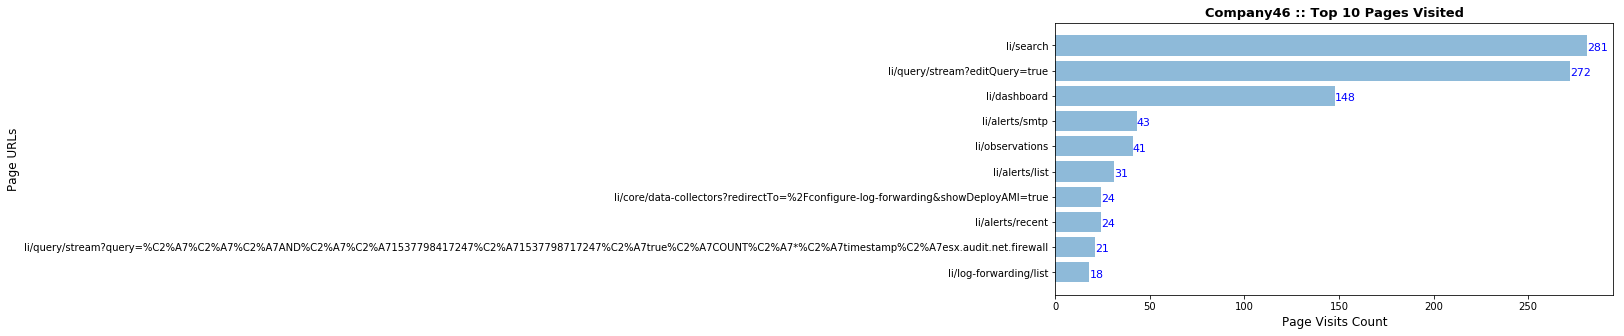 Company46 :: Top 10 Pages Visited
Page URLs
li/search
281
li/query/stream?editQuery=true
272
li/dashboard
148
li/alerts/smtp
43
li/observations
41
li/alerts/list
31
li/core/data-collectors?redirectTo=%2Fconfigure-log-forwarding&showDeployAMI=true
24
li/alerts/recent
24
li/query/stream?query=%C2%A7%C2%A7%C2%A7AND%C2%A7%C2%A71537798417247%C2%A71537798717247%C2%A7true%C2%A7COUNT%C2%A7*%C2%A7timestamp%C2%A7esx.audit.net.firewall
21
li/log-forwarding/list
18
0 50 100 150 200 250
Page Visits Count